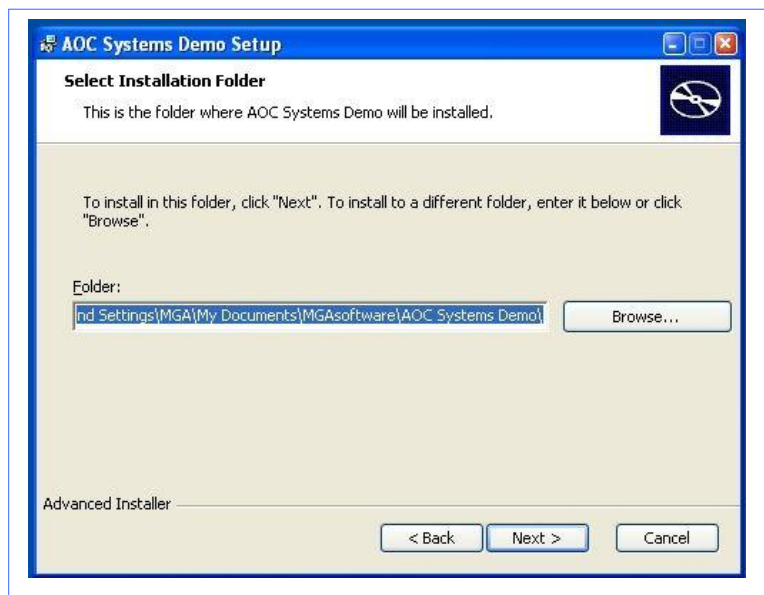 AOC Systems Demo Setup
Select Installation Folder
This is the folder where AOC Systems Demo will be installed.
To install in this folder, click "Next". To install to a different folder, enter it below or click
"Browse".
Folder:
nd Settings\MGA\My Documents\MGAsoftware\AOC Systems Demo\
Browse...
Advanced Installer
< Back
Next >
Cancel